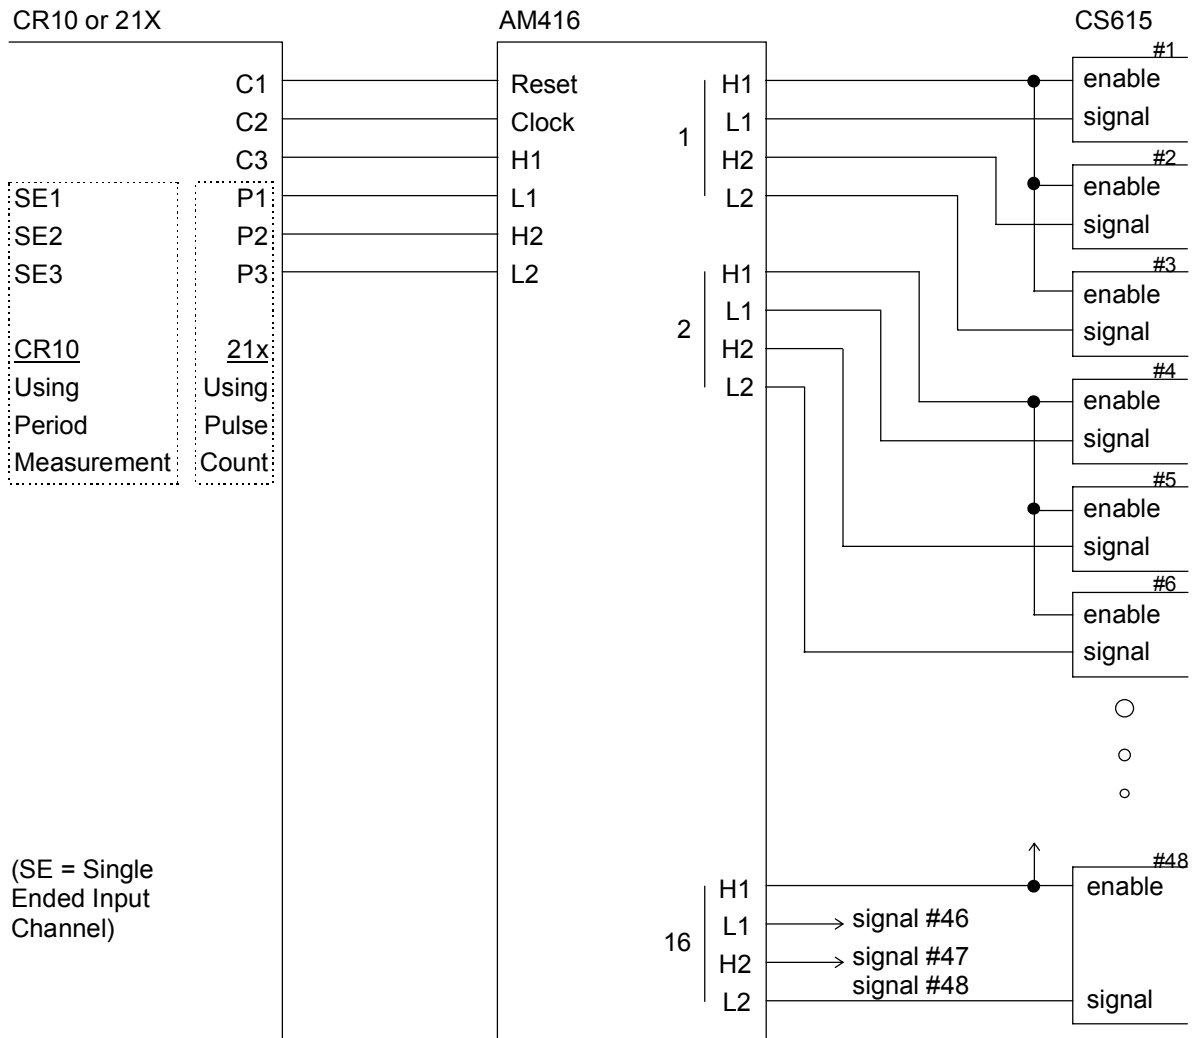 CR10 or 21X
C1
C2
C3
SE1 P1
SE2 P2
SE3 P3
CR10 21x
Using Using
Period Pulse
Measurement Count
(SE = Single
Ended Input
Channel)
AM416
Reset
Clock
H1
L1
H2
L2
1
H1
L1
H2
L2
2
H1
L1
H2
L2
16
H1
L1
H2
L2
signal #46
signal #47
signal #48
CS615
#1
enable
signal
#2
enable
signal
#3
enable
signal
#4
enable
signal
#5
enable
signal
#6
enable
signal
#48
enable
signal